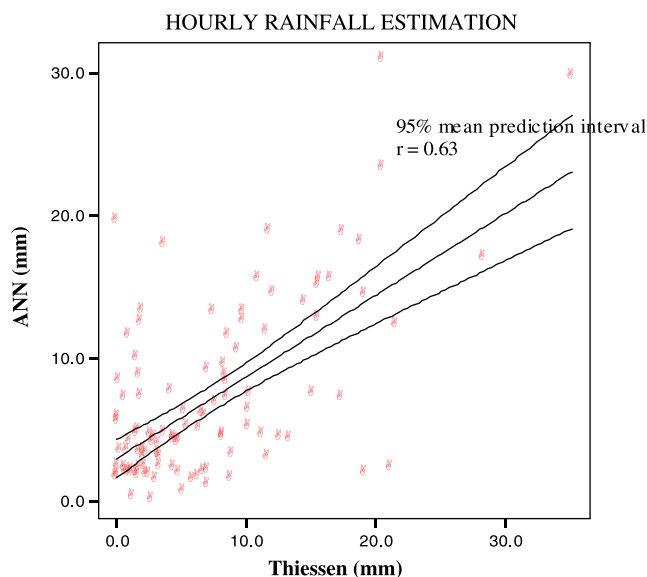 HOURLY RAINFALL ESTIMATION
30.0
95% mean prediction interval
r = 0.63
20.0
ANN (mm)
10.0
0.0
0.0 10.0 20.0 30.0
Thiessen (mm)